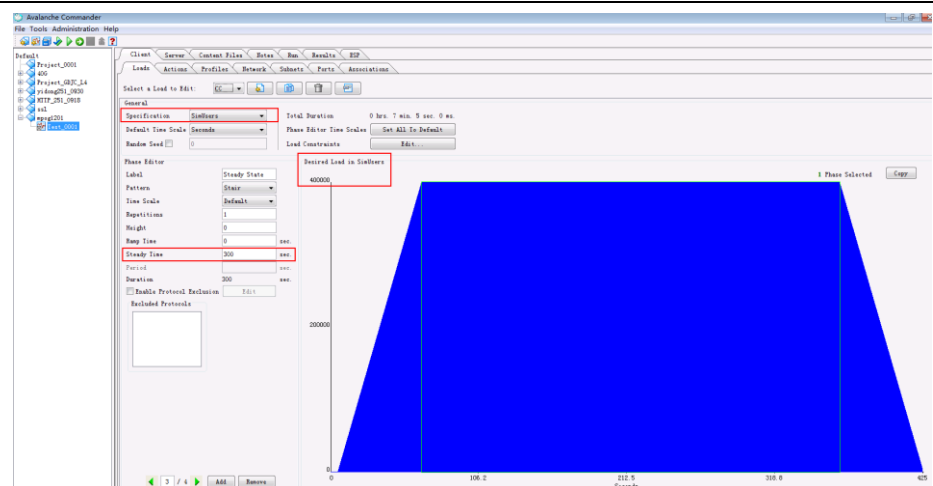 Avalanche Commander
File Tools Administration Help
Default
Project_0001
40G
Project_GDJC_L4
yidong251_0930
HTTP_251_0918
ssl
mpeg1201
Test_0001
Client Server Content Files Notes Run Results ESP
Loads Actions Profiles Network Subnets Ports Associations
Select a Load to Edit: CC
General
Specification SimUsers Total Duration 0 hrs. 7 min. 5 sec. 0 ms.
Default Time Scale Seconds Phase Editor Time Scales Set All To Default
Random Seed 0 Load Constraints Edit...
Phase Editor Desired Load in SimUsers
Label Steady State 400000 1 Phase Selected Copy
Pattern Stair
Time Scale Default
Repetitions 1
Height 0
Ramp Time 0 sec.
Steady Time 300 sec.
Period sec.
Duration 300 sec.
Enable Protocol Exclusion Edit
Excluded Protocols
200000
0
3 / 4 Add Remove
0 106.2 212.5 318.8 425
Seconds